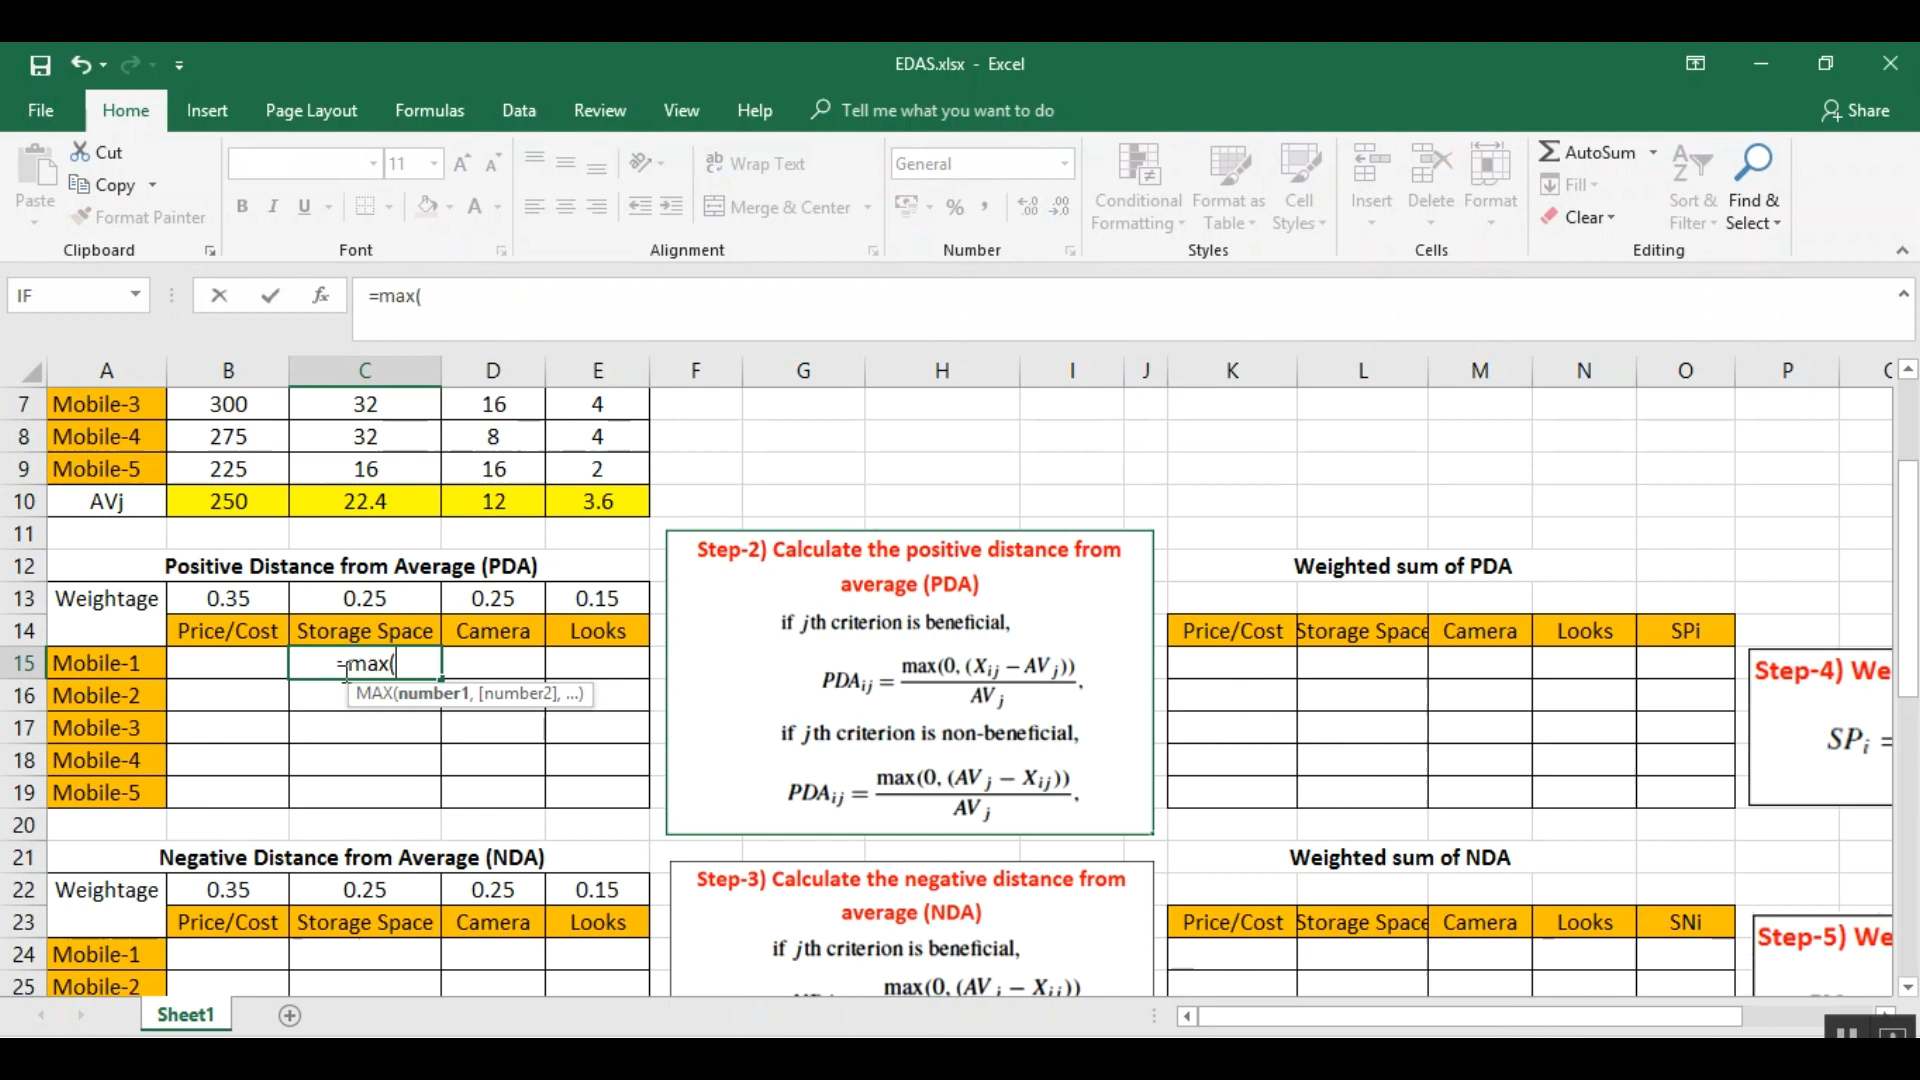 EDAS.xlsx - Excel
File Home Insert Page Layout Formulas Data Review View Help Tell me what you want to do Share
Paste Cut Copy Format Painter Clipboard
11 B I U A Font
ab Wrap Text Merge & Center Alignment
General % , Number
Conditional Formatting Format as Table Cell Styles Styles
Insert Delete Format Cells
AutoSum Fill Clear Sort & Filter Find & Select Editing
IF fx =max(
A B C D E F G H I J K L M N O P
7 Mobile-3 300 32 16 4
8 Mobile-4 275 32 8 4
9 Mobile-5 225 16 16 2
10 AVj 250 22.4 12 3.6
11
12 Positive Distance from Average (PDA) Weighted sum of PDA
13 Weightage 0.35 0.25 0.25 0.15
14 Price/Cost Storage Space Camera Looks Price/Cost Storage Space Camera Looks SPi
15 Mobile-1 =max(
MAX(number1, [number2], ...)
16 Mobile-2
17 Mobile-3
18 Mobile-4
19 Mobile-5
20
21 Negative Distance from Average (NDA) Weighted sum of NDA
22 Weightage 0.35 0.25 0.25 0.15
23 Price/Cost Storage Space Camera Looks Price/Cost Storage Space Camera Looks SNi
24 Mobile-1
25 Mobile-2
Step-2) Calculate the positive distance from
average (PDA)
if jth criterion is beneficial,
PDAij = max(0, (Xij − AVj)) / AVj,
if jth criterion is non-beneficial,
PDAij = max(0, (AVj − Xij)) / AVj,
Step-3) Calculate the negative distance from
average (NDA)
if jth criterion is beneficial,
max(0, (AVj − Xij))
Step-4) We
SPi =
Step-5) We
Sheet1